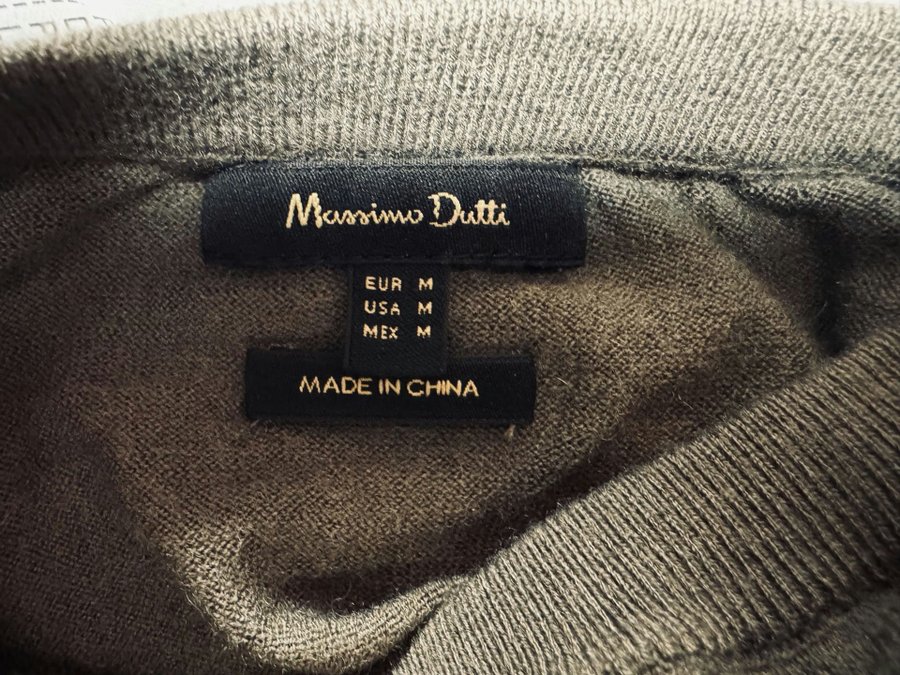 Massimo Dutti
EUR M
USA M
MEX M
MADE IN CHINA